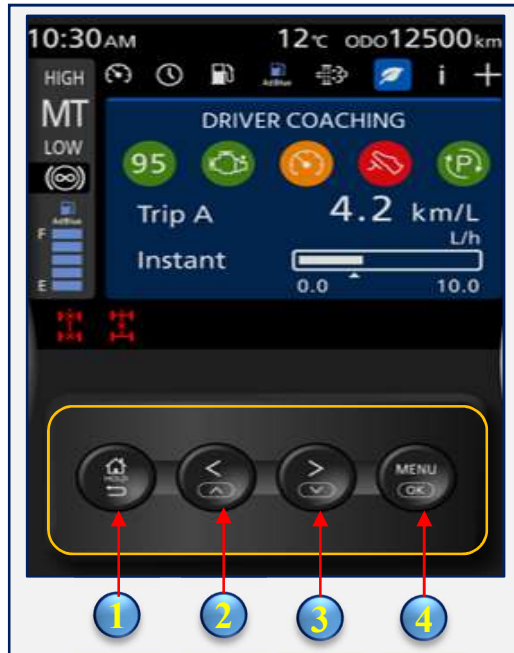 10:30AM 12℃ ODO12500km
HIGH
MT
LOW
AdBlue
i
DRIVER COACHING
95
P
Trip A 4.2 km/L
L/h
Instant
0.0 10.0
AdBlue
F
E
HOLD
MENU
OK
1 2 3 4